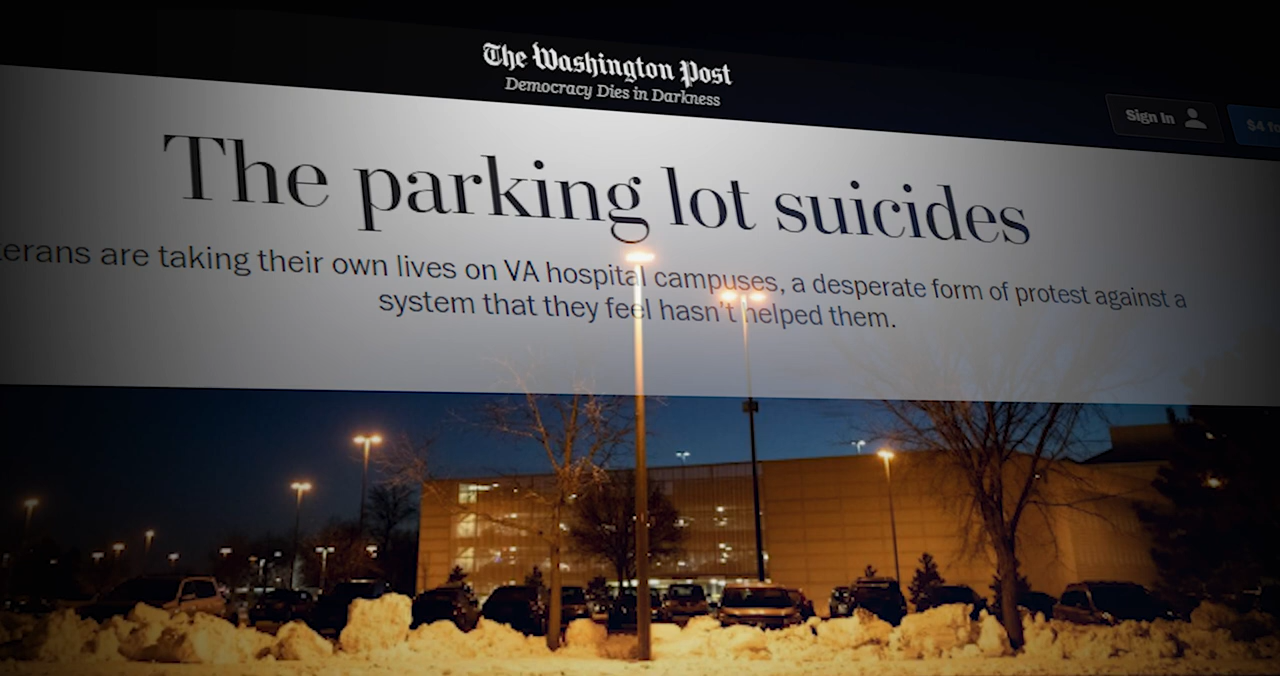 The Washington Post
Democracy Dies in Darkness
Sign In
The parking lot suicides
are taking their own lives on VA hospital campuses, a desperate form of protest against a
system that they feel hasn't helped them.